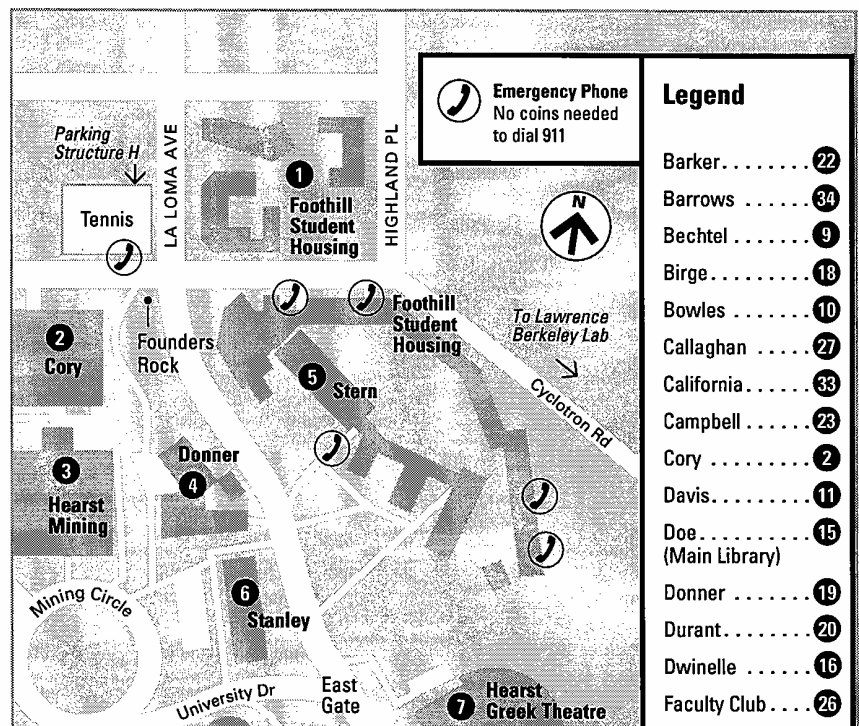 Emergency Phone
No coins needed
to dial 911
Legend
Barker........ 22
Barrows ....... 34
Bechtel ....... 9
Birge......... 18
Bowles ........ 10
Callaghan ..... 27
California...... 33
Campbell ...... 23
Cory .......... 2
Davis......... 11
Doe.......... 15
(Main Library)
Donner ....... 19
Durant........ 20
Dwinelle ...... 16
Faculty Club.... 26
Parking
Structure H
Tennis
LA LOMA AVE
1
Foothill
Student
Housing
HIGHLAND PL
N
2
Cory
Founders
Rock
Foothill
Student
Housing
To Lawrence
Berkeley Lab
5
Stern
Cyclotron Rd
3
Hearst
Mining
Donner
4
Mining Circle
6
Stanley
University Dr
East
Gate
7
Hearst
Greek Theatre